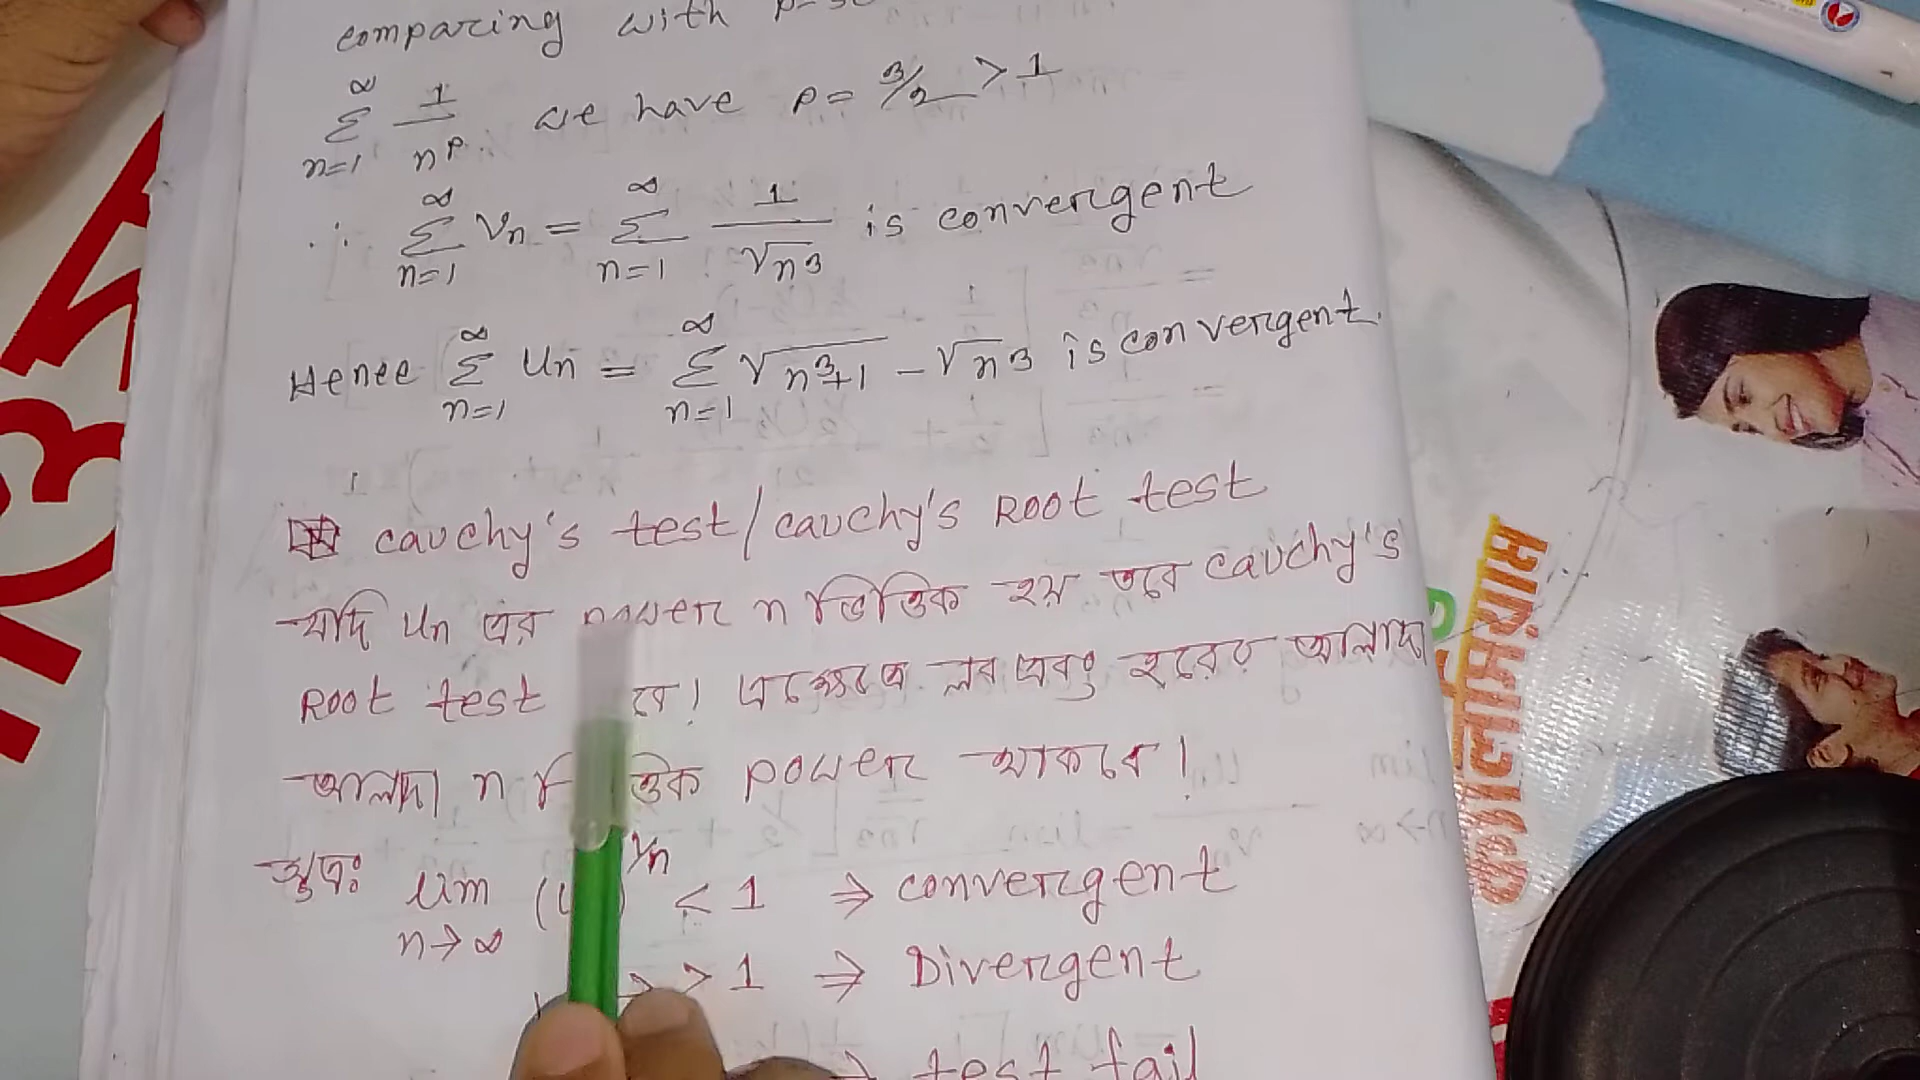 comparing with
∞ Σ n=1 1/n^p. we have p = 3/2 > 1
∴ ∞ Σ n=1 Vn = ∞ Σ n=1 1/√n3 is convergent
Hence ∞ Σ n=1 Un = ∞ Σ n=1 √n3+1 - √n3 is convergent.
cauchy's test/cauchy's Root test
যদি Un এর power n ভিত্তিক হয় তবে cauchy's
Root test বে। এক্ষেত্রে লব এবং হরের আলাদা
আলাদা n ভিত্তিক power থাকবে।
সূত্রঃ lim n→∞ ( )^1/n < 1 ⇒ convergent
> 1 ⇒ Divergent
⇒ test fail